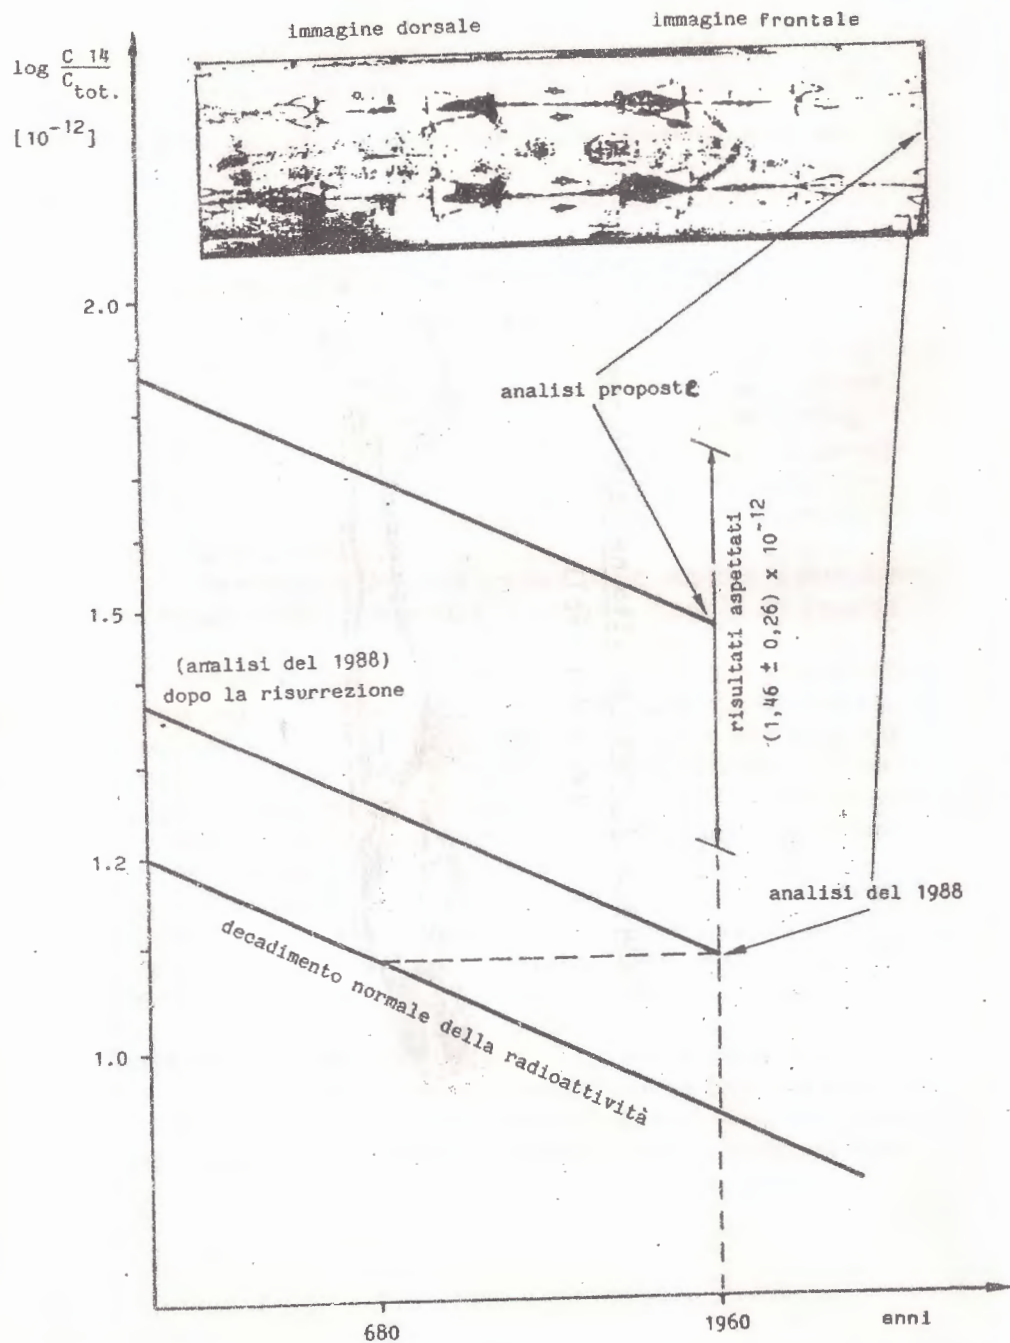 immagine dorsale
immagine frontale
log C 14
C tot.
[10⁻¹²]
2.0
analisi proposte
risultati aspettati
(1,46 ± 0,26) x 10⁻¹²
1.5
(analisi del 1988)
dopo la risurrezione
1.2
analisi del 1988
decadimento normale della radioattività
1.0
680
1960
anni